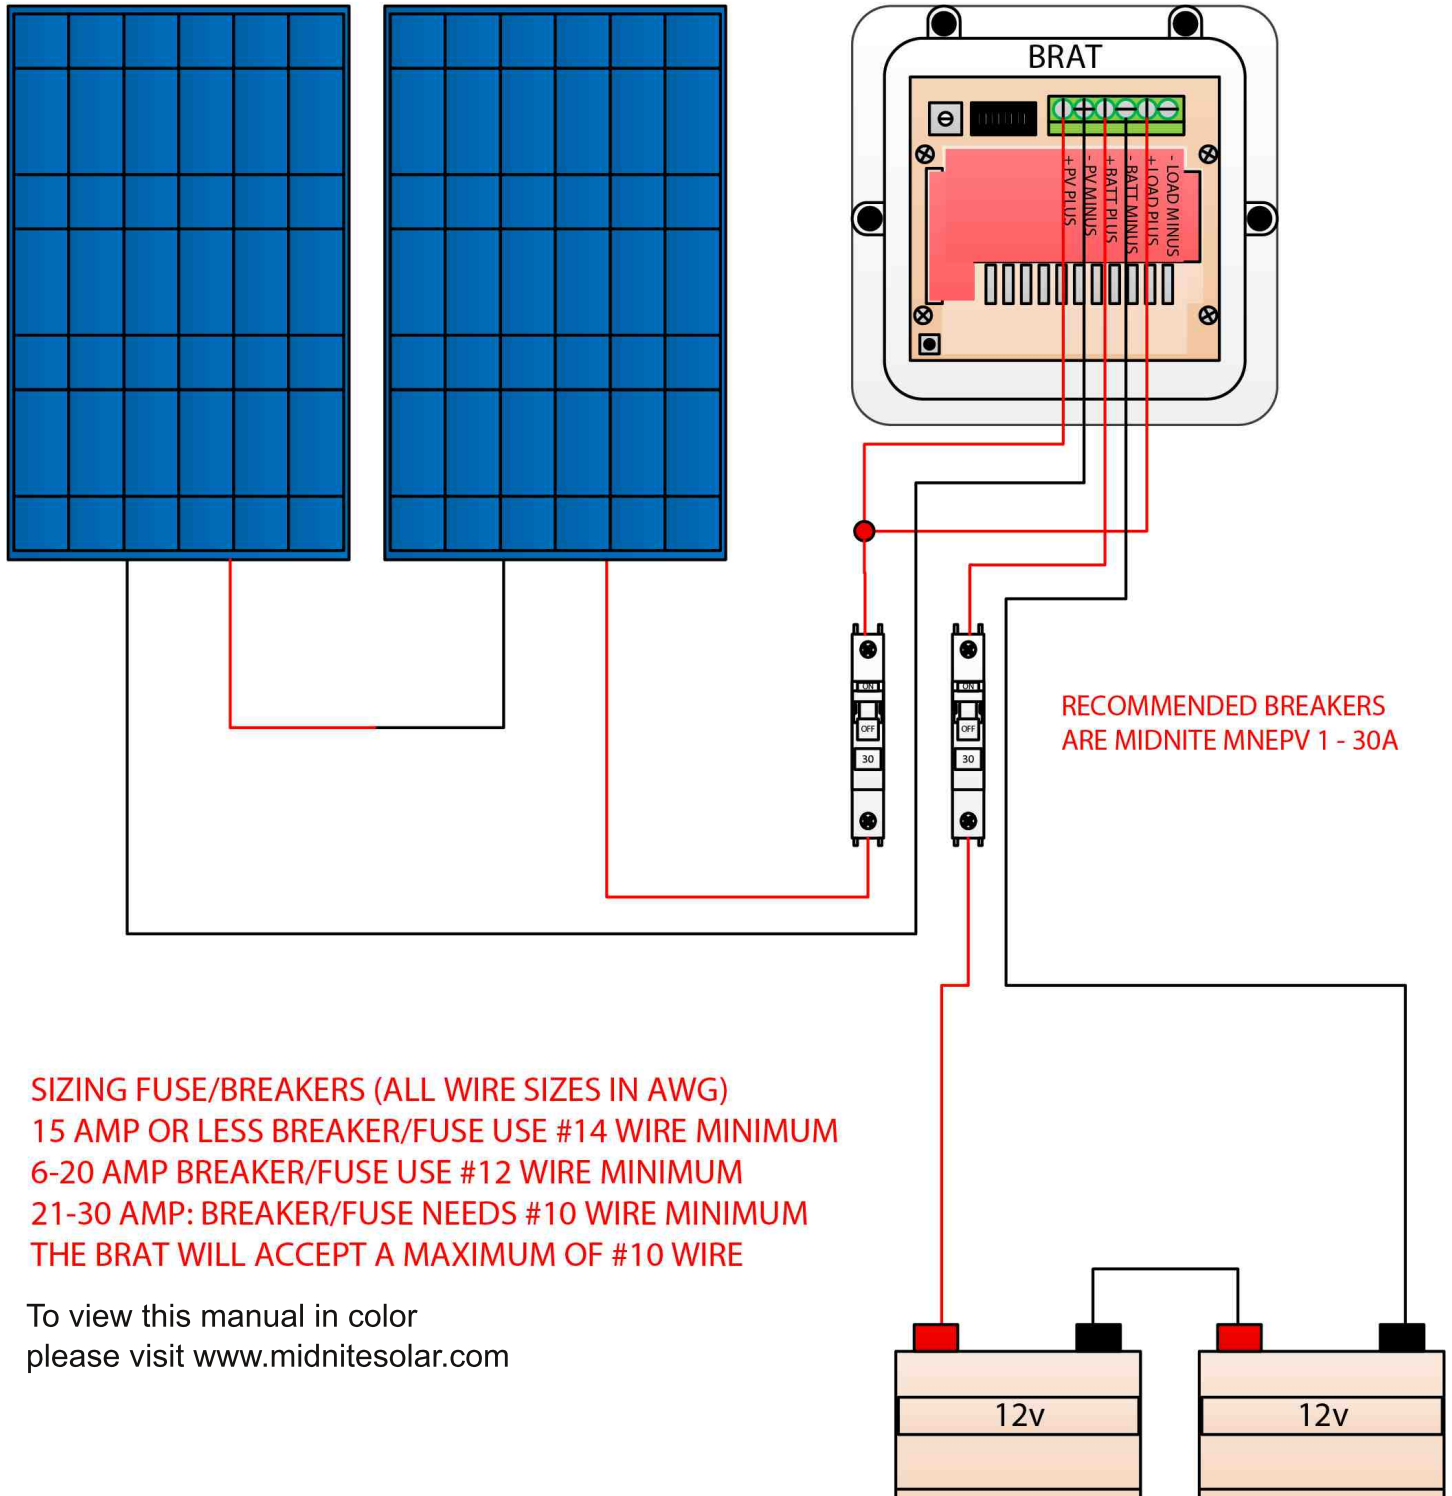 BRAT
+ PV PLUS
- PV MINUS
+ BATT PLUS
- BATT MINUS
+ LOAD PLUS
- LOAD MINUS
ON
OFF
30
ON
OFF
30
RECOMMENDED BREAKERS
ARE MIDNITE MNEPV 1 - 30A
SIZING FUSE/BREAKERS (ALL WIRE SIZES IN AWG)
15 AMP OR LESS BREAKER/FUSE USE #14 WIRE MINIMUM
6-20 AMP BREAKER/FUSE USE #12 WIRE MINIMUM
21-30 AMP: BREAKER/FUSE NEEDS #10 WIRE MINIMUM
THE BRAT WILL ACCEPT A MAXIMUM OF #10 WIRE
To view this manual in color
please visit www.midnitesolar.com
12v
12v